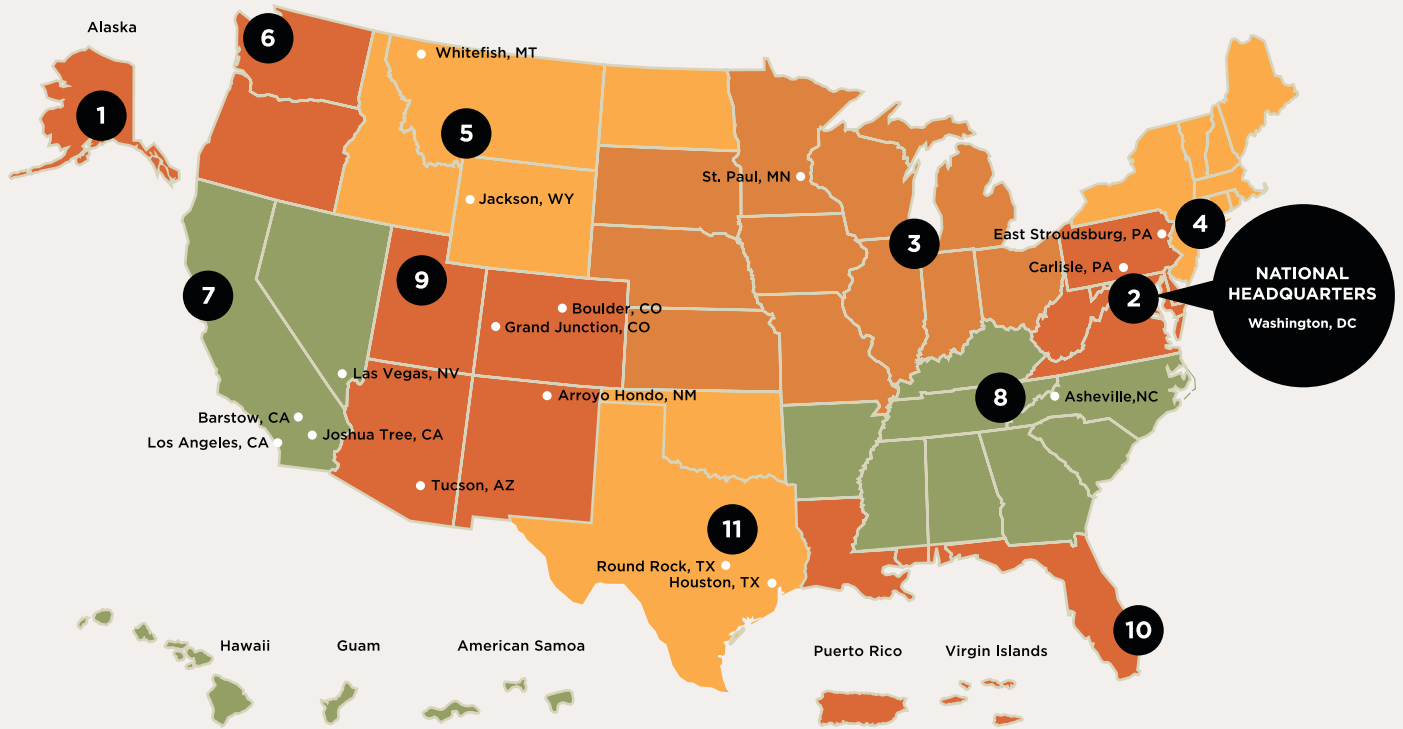 Alaska
6
Whitefish, MT
1
5
St. Paul, MN
Jackson, WY
4
East Stroudsburg, PA
3
Carlisle, PA
NATIONAL
HEADQUARTERS
Washington, DC
2
9
7
Boulder, CO
Grand Junction, CO
Las Vegas, NV
Arroyo Hondo, NM
8
Asheville,NC
Barstow, CA
Joshua Tree, CA
Los Angeles, CA
Tucson, AZ
11
Round Rock, TX
Houston, TX
10
Hawaii
Guam
American Samoa
Puerto Rico
Virgin Islands